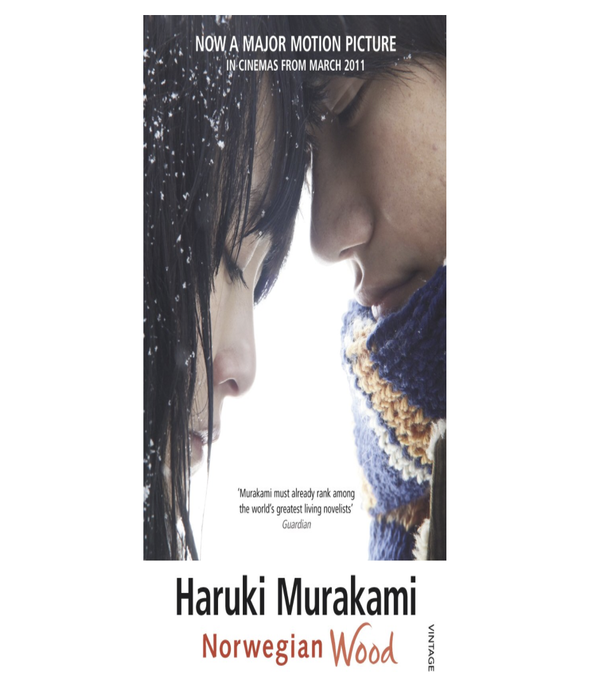 NOW A MAJOR MOTION PICTURE
IN CINEMAS FROM MARCH 2011
'Murakami must already rank among
the world's greatest living novelists'
Guardian
Haruki Murakami
Norwegian Wood
VINTAGE